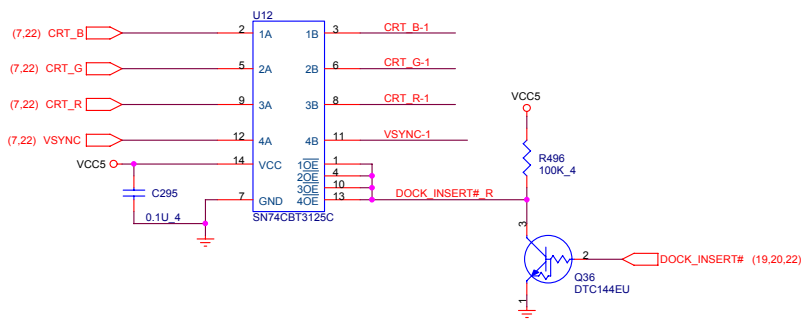 U12
(7,22) CRT_B 2 1A 1B 3 CRT_B-1
(7,22) CRT_G 5 2A 2B 6 CRT_G-1
(7,22) CRT_R 9 3A 3B 8 CRT_R-1
(7,22) VSYNC 12 4A 4B 11 VSYNC-1
VCC5 14 VCC 1OE 1
2OE 4
3OE 10
7 GND 4OE 13 DOCK_INSERT#_R
SN74CBT3125C
C295
0.1U_4
VCC5
R496
100K_4
3
2 DOCK_INSERT# (19,20,22)
Q36
DTC144EU
1